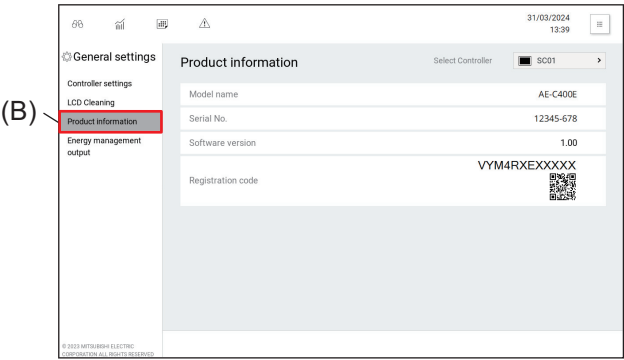 31/03/2024
13:39
General settings
Product information
Select Controller
SC01
(B)
Controller settings
LCD Cleaning
Product information
Energy management
output
Model name
AE-C400E
Serial No.
12345-678
Software version
1.00
Registration code
VYM4RXEXXXXX
© 2023 MITSUBISHI ELECTRIC
CORPORATION ALL RIGHTS RESERVED